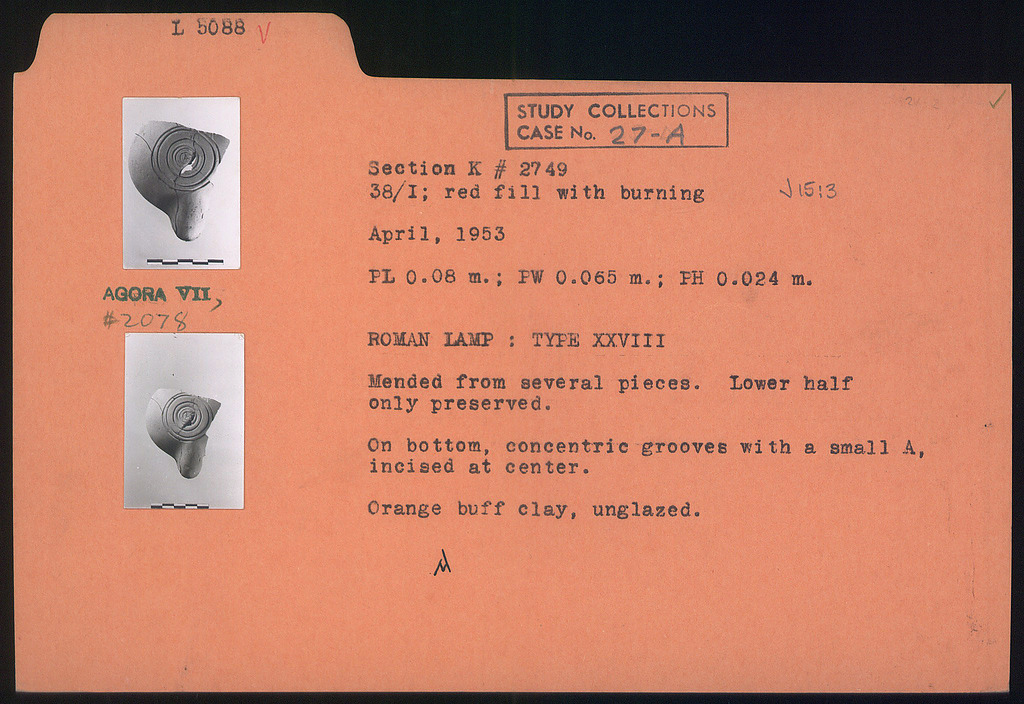 L 5088 V
STUDY COLLECTIONS
CASE No. 27-A
Section K # 2749
38/I; red fill with burning J 15:3
April, 1953
PL 0.08 m.; PW 0.065 m.; PH 0.024 m.
AGORA VII,
#2078
ROMAN LAMP : TYPE XXVIII
Mended from several pieces. Lower half
only preserved.
On bottom, concentric grooves with a small A,
incised at center.
Orange buff clay, unglazed.